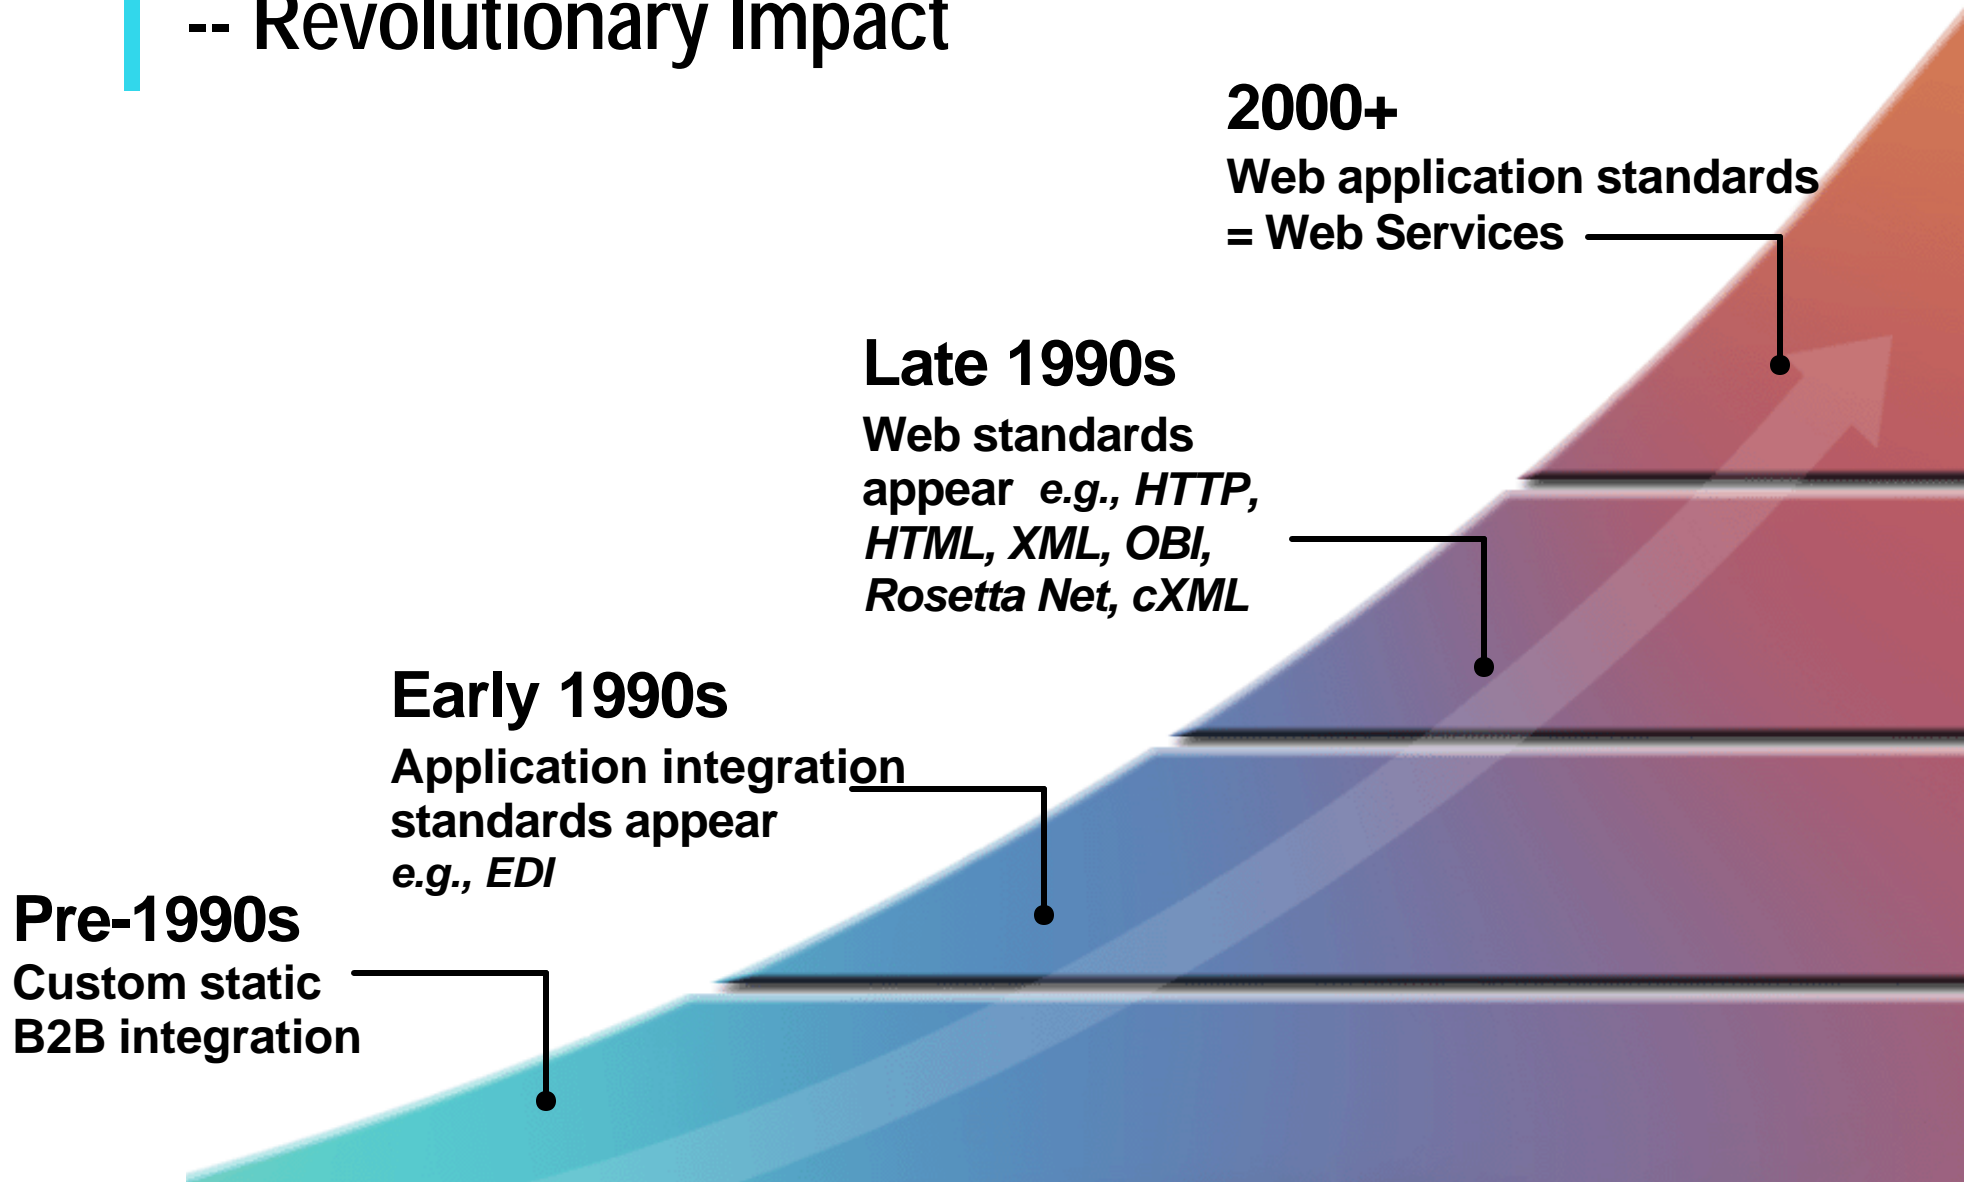 -- Revolutionary Impact
2000+
Web application standards
= Web Services
Late 1990s
Web standards
appear e.g., HTTP,
HTML, XML, OBI,
Rosetta Net, cXML
Early 1990s
Application integration
standards appear
e.g., EDI
Pre-1990s
Custom static
B2B integration